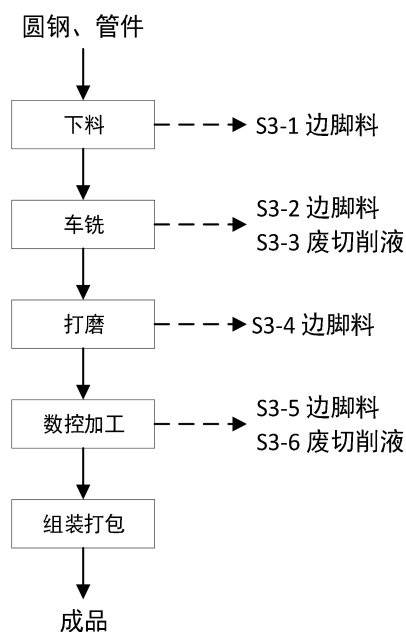 圆钢、管件
下料
S3-1 边脚料
车铣
S3-2 边脚料
S3-3 废切削液
打磨
S3-4 边脚料
数控加工
S3-5 边脚料
S3-6 废切削液
组装打包
成品